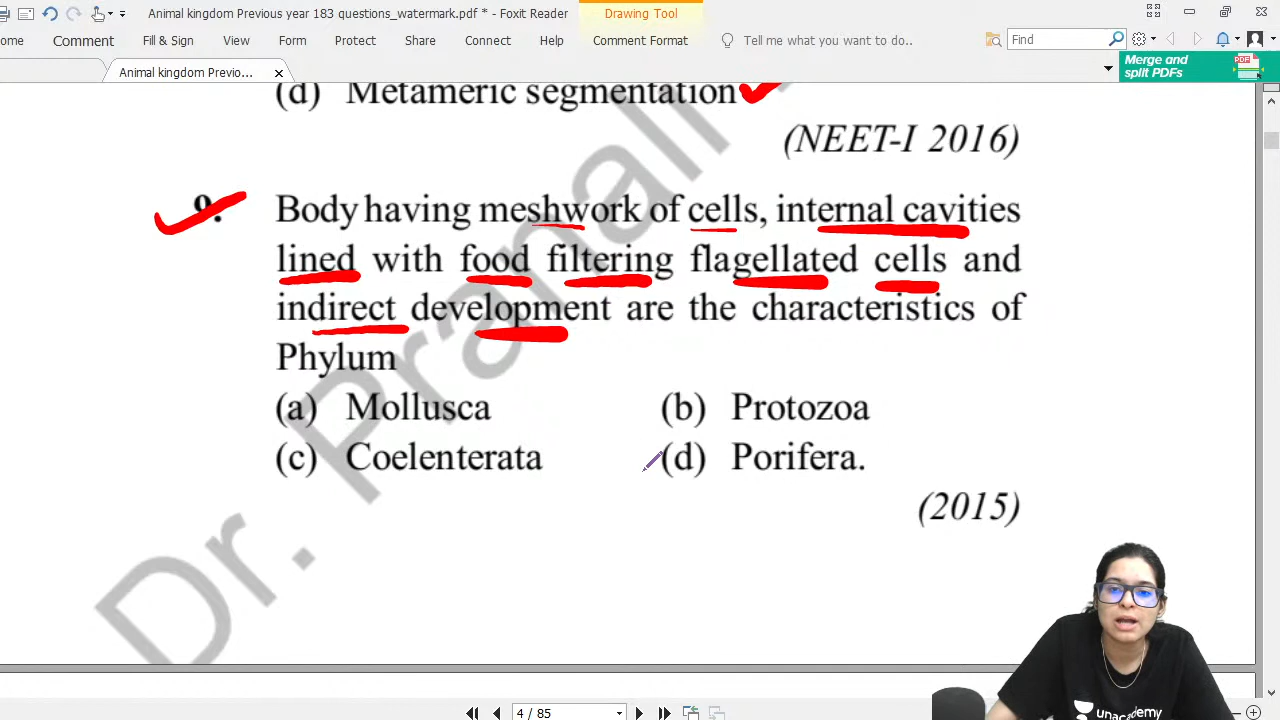 Animal kingdom Previous year 183 questions_watermark.pdf * - Foxit Reader
Drawing Tool
ome Comment Fill & Sign View Form Protect Share Connect Help Comment Format Tell me what you want to do.. Find
Animal kingdom Previo... ×
Merge and
split PDFs
PDF
(d) Metameric segmentation
(NEET-I 2016)
9. Body having meshwork of cells, internal cavities
lined with food filtering flagellated cells and
indirect development are the characteristics of
Phylum
(a) Mollusca (b) Protozoa
(c) Coelenterata (d) Porifera.
(2015)
Dr. Pranali
unacademy
4 / 85